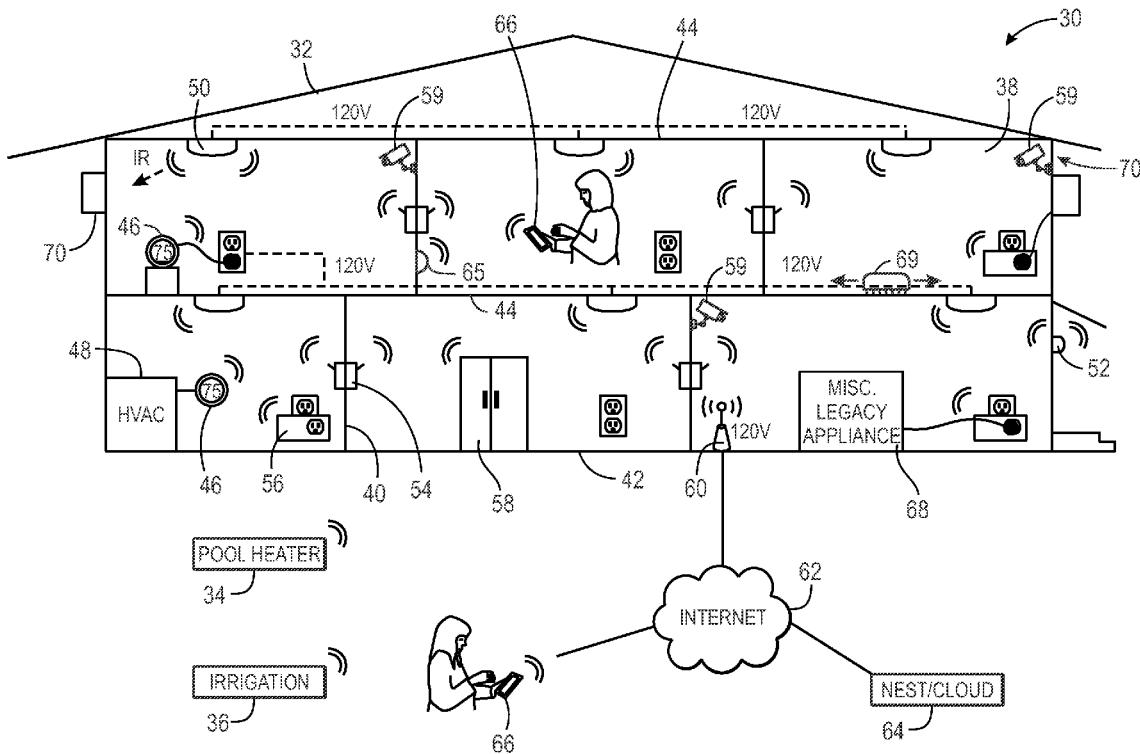 66
44
30
32
50
59
38
59
120V
120V
IR
70
70
46
75
120V
65
120V
69
59
44
48
52
75
HVAC
MISC.
LEGACY
APPLIANCE
120V
46
56
40
54
58
42
60
68
POOL HEATER
34
62
INTERNET
IRRIGATION
36
66
NEST/CLOUD
64